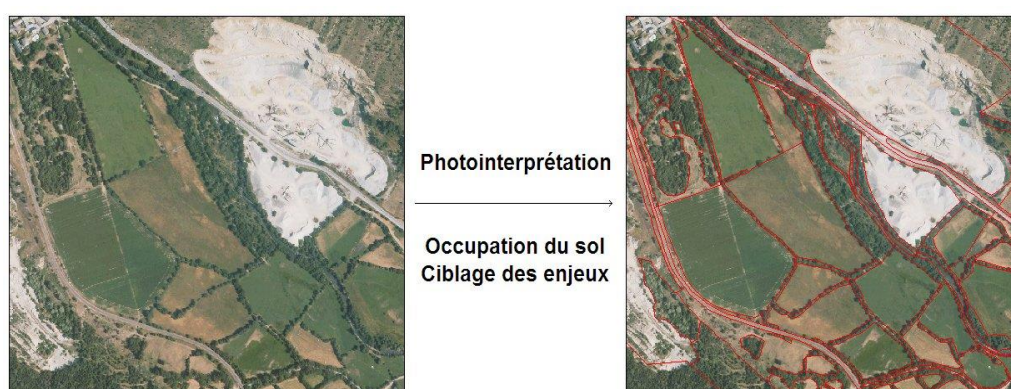 Photointerprétation
Occupation du sol
Ciblage des enjeux